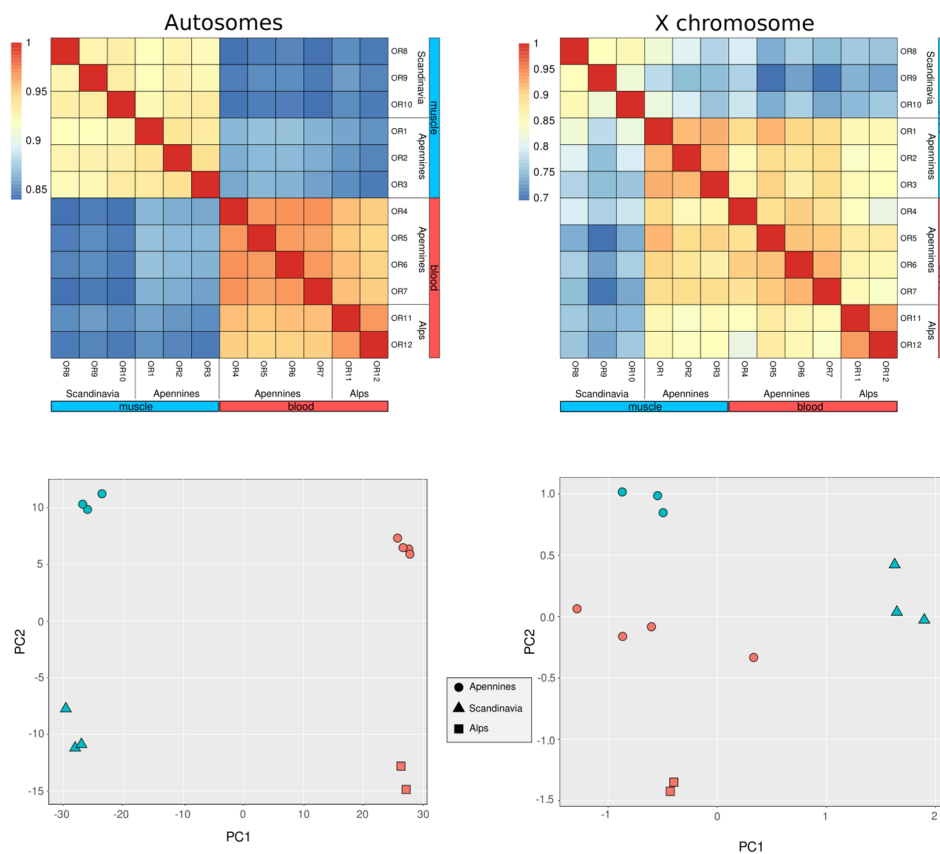 Autosomes
X chromosome
1
0.95
0.9
0.85
OR8
OR9
OR10
OR1
OR2
OR3
OR4
OR5
OR6
OR7
OR11
OR12
Scandinavia
Apennines
Apennines
Alps
muscle
blood
OR8
OR9
OR10
OR1
OR2
OR3
OR4
OR5
OR6
OR7
OR11
OR12
Scandinavia Apennines Apennines Alps
muscle blood
1
0.95
0.9
0.85
0.8
0.75
0.7
OR8
OR9
OR10
OR1
OR2
OR3
OR4
OR5
OR6
OR7
OR11
OR12
Scandinavia
Apennines
Apennines
Alps
OR8
OR9
OR10
OR1
OR2
OR3
OR4
OR5
OR6
OR7
OR11
OR12
Scandinavia Apennines Apennines Alps
muscle blood
PC2
10
5
0
-5
-10
-15
-30 -20 -10 0 10 20 30
PC1
Apennines
Scandinavia
Alps
PC2
1.0
0.5
0.0
-0.5
-1.0
-1.5
-1 0 1 2
PC1